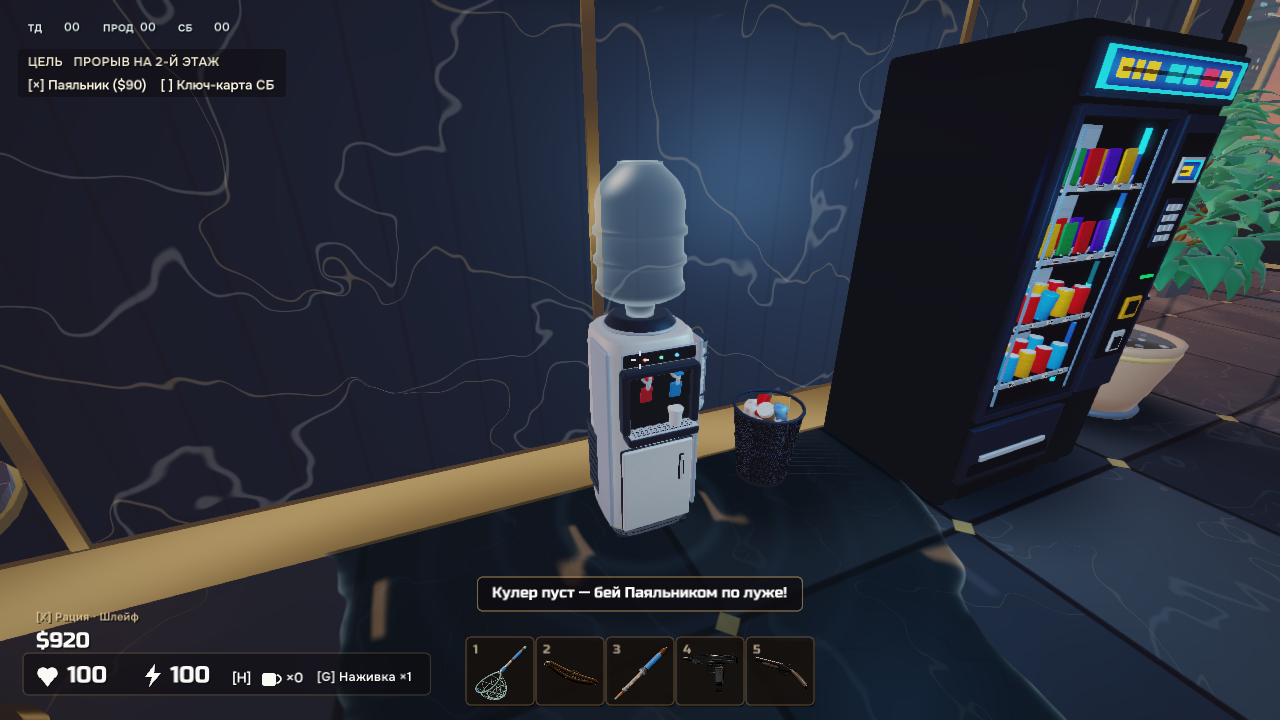 ТД 00 ПРОД 00 СБ 00
ЦЕЛЬ ПРОРЫВ НА 2-Й ЭТАЖ
[×] Паяльник ($90) [ ] Ключ-карта СБ
Кулер пуст — бей Паяльником по луже!
[X] Рация · Шлейф
$920
100 100 [H] ×0 [G] Наживка ×1
1 2 3 4 5